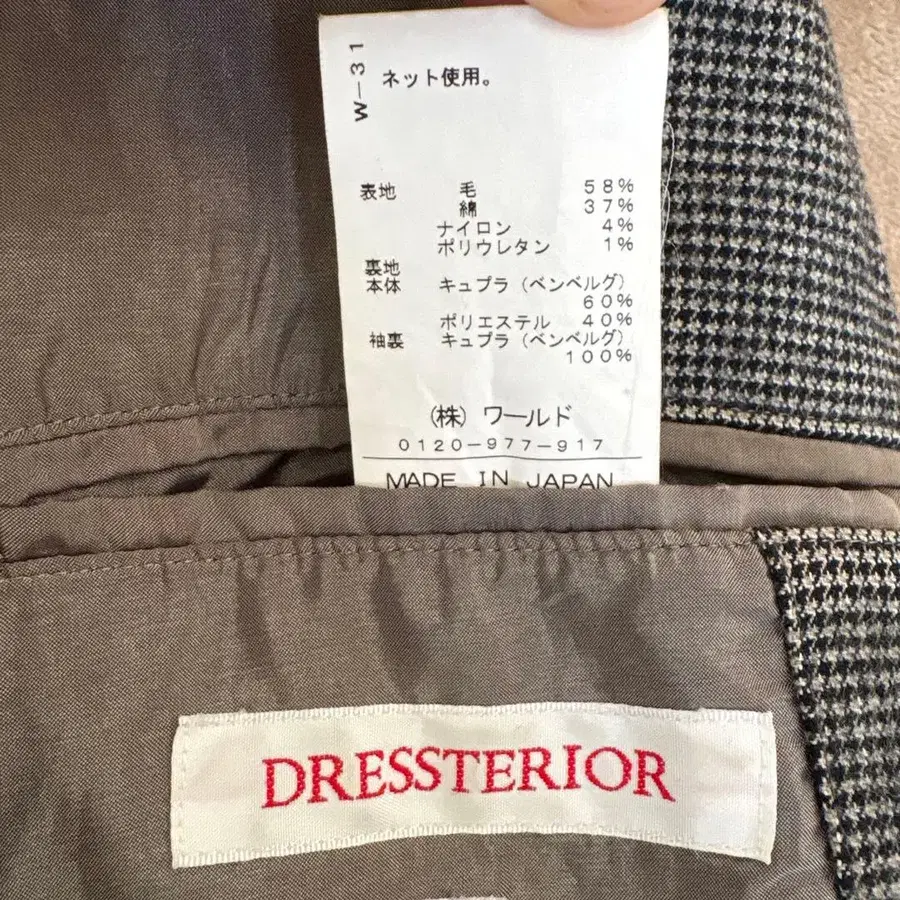 W-31
ネット使用。
表地 毛 58%
綿 37%
ナイロン 4%
ポリウレタン 1%
裏地
本体 キュプラ（ベンベルグ）
60%
ポリエステル 40%
袖裏 キュプラ（ベンベルグ）
100%
（株）ワールド
0120-977-917
MADE IN JAPAN
DRESSTERIOR